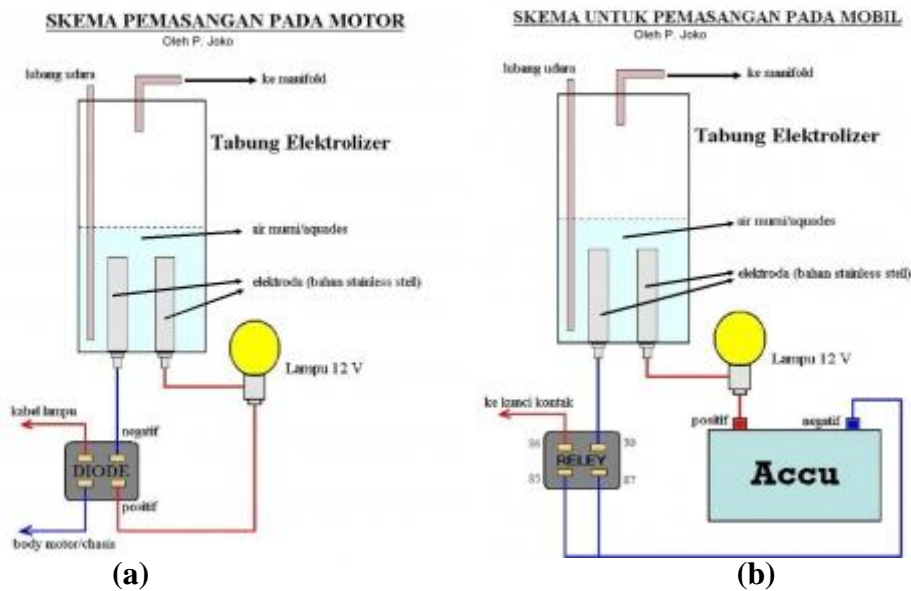 SKEMA PEMASANGAN PADA MOTOR
Oleh P. Joko
lubang udara
ke manifold
Tabung Elektrolizer
air murni/aquades
elektroda (bahan stainless stell)
Lampu 12 V
kabel lampu
negatif
DIODE
positif
body motor/chasis
(a)
SKEMA UNTUK PEMASANGAN PADA MOBIL
Oleh P. Joko
lubang udara
ke manifold
Tabung Elektrolizer
air murni/aquades
elektroda (bahan stainless stell)
Lampu 12 V
ke kunci kontak
positif
negatif
86
30
RELEY
85
87
Accu
(b)